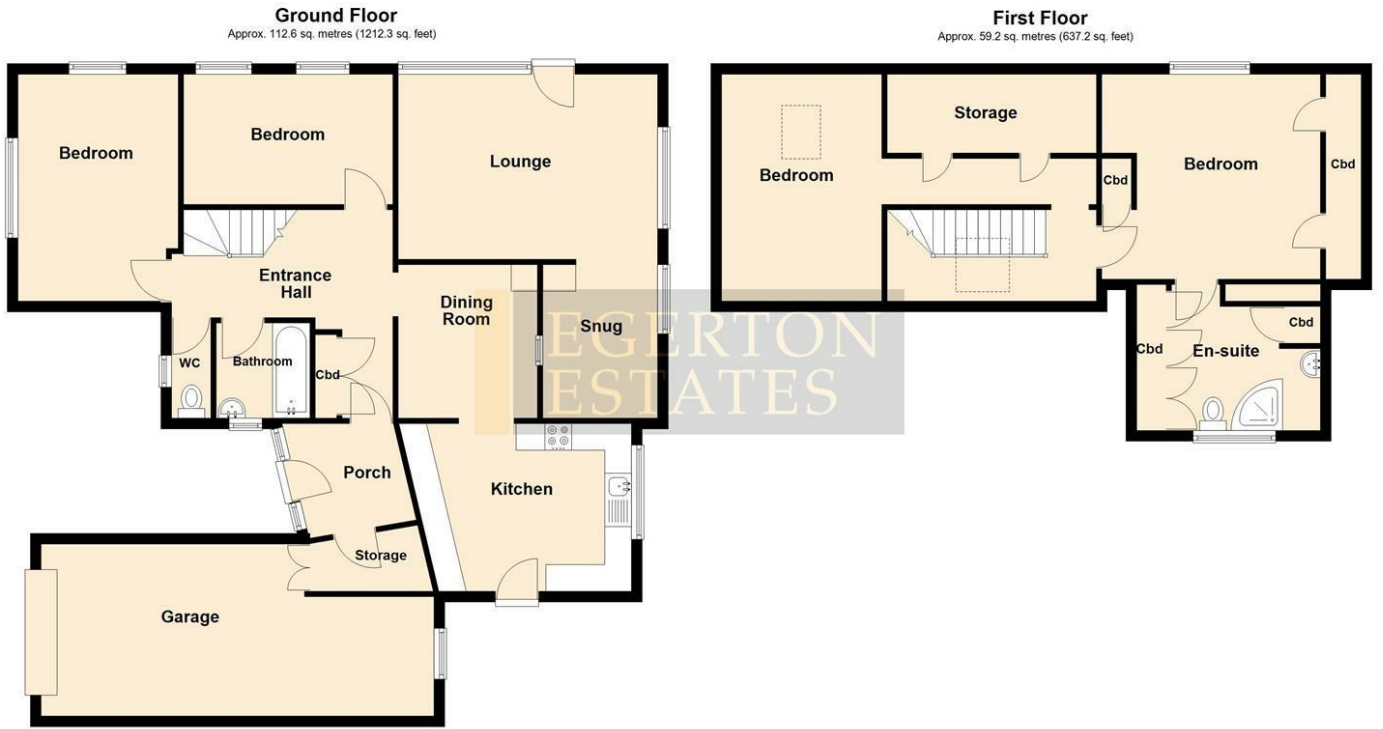 Ground Floor
Approx. 112.6 sq. metres (1212.3 sq. feet)
Bedroom
Bedroom
Lounge
Entrance
Hall
Dining
Room
Snug
WC
Bathroom
Cbd
Porch
Kitchen
Storage
Garage
First Floor
Approx. 59.2 sq. metres (637.2 sq. feet)
Bedroom
Storage
Cbd
Bedroom
Cbd
Cbd
En-suite
Cbd
EGERTON
ESTATES